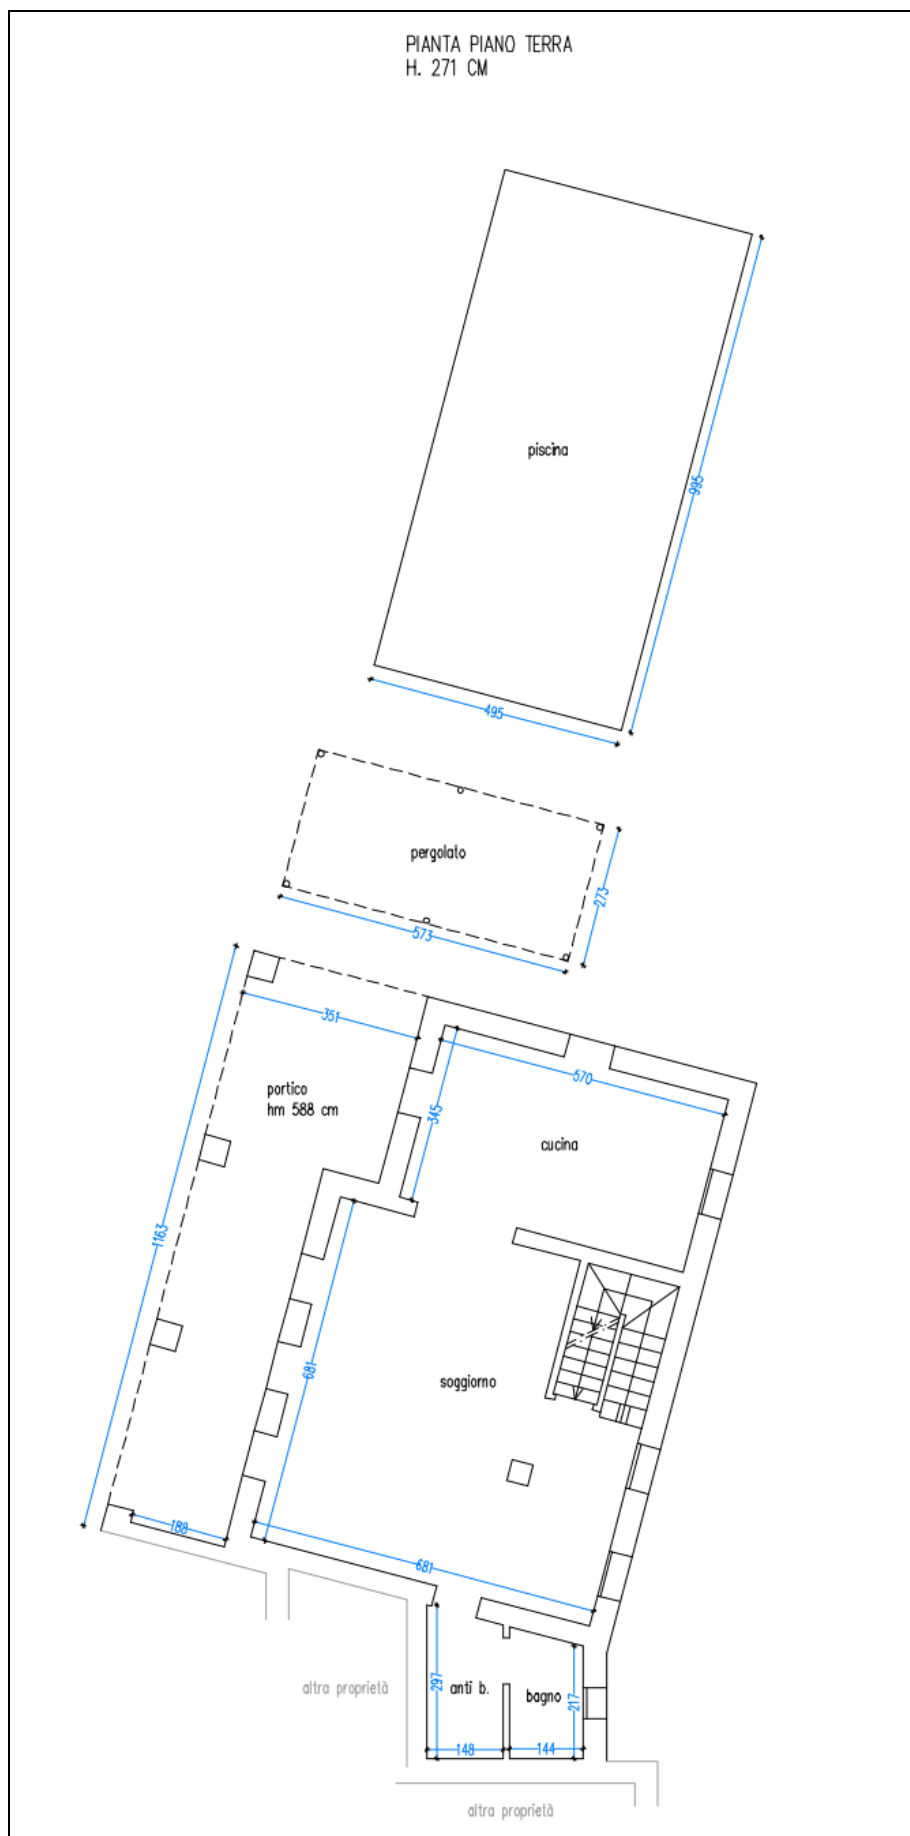 PIANTA PIANO TERRA
H. 271 CM
piscina
995
495
pergolato
273
573
351
portico
hm 588 cm
570
345
cucina
1163
681
soggiorno
188
681
297
anti b.
bagno
217
148
144
altra proprietà
altra proprietà